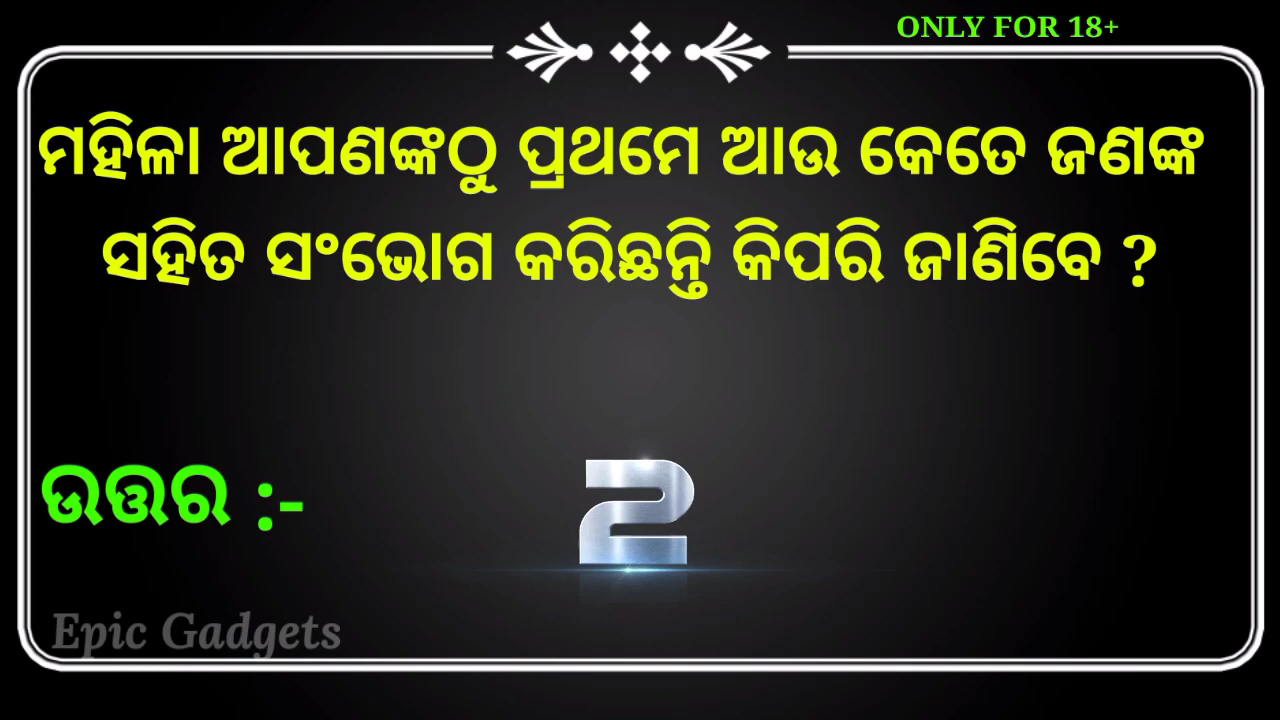 ONLY FOR 18+
ମହିଳା ଆପଣଙ୍କଠୁ ପ୍ରଥମେ ଆଉ କେତେ ଜଣଙ୍କ
ସହିତ ସଂଭୋଗ କରିଛନ୍ତି କିପରି ଜାଣିବେ ?
ଉତ୍ତର :-
2
Epic Gadgets